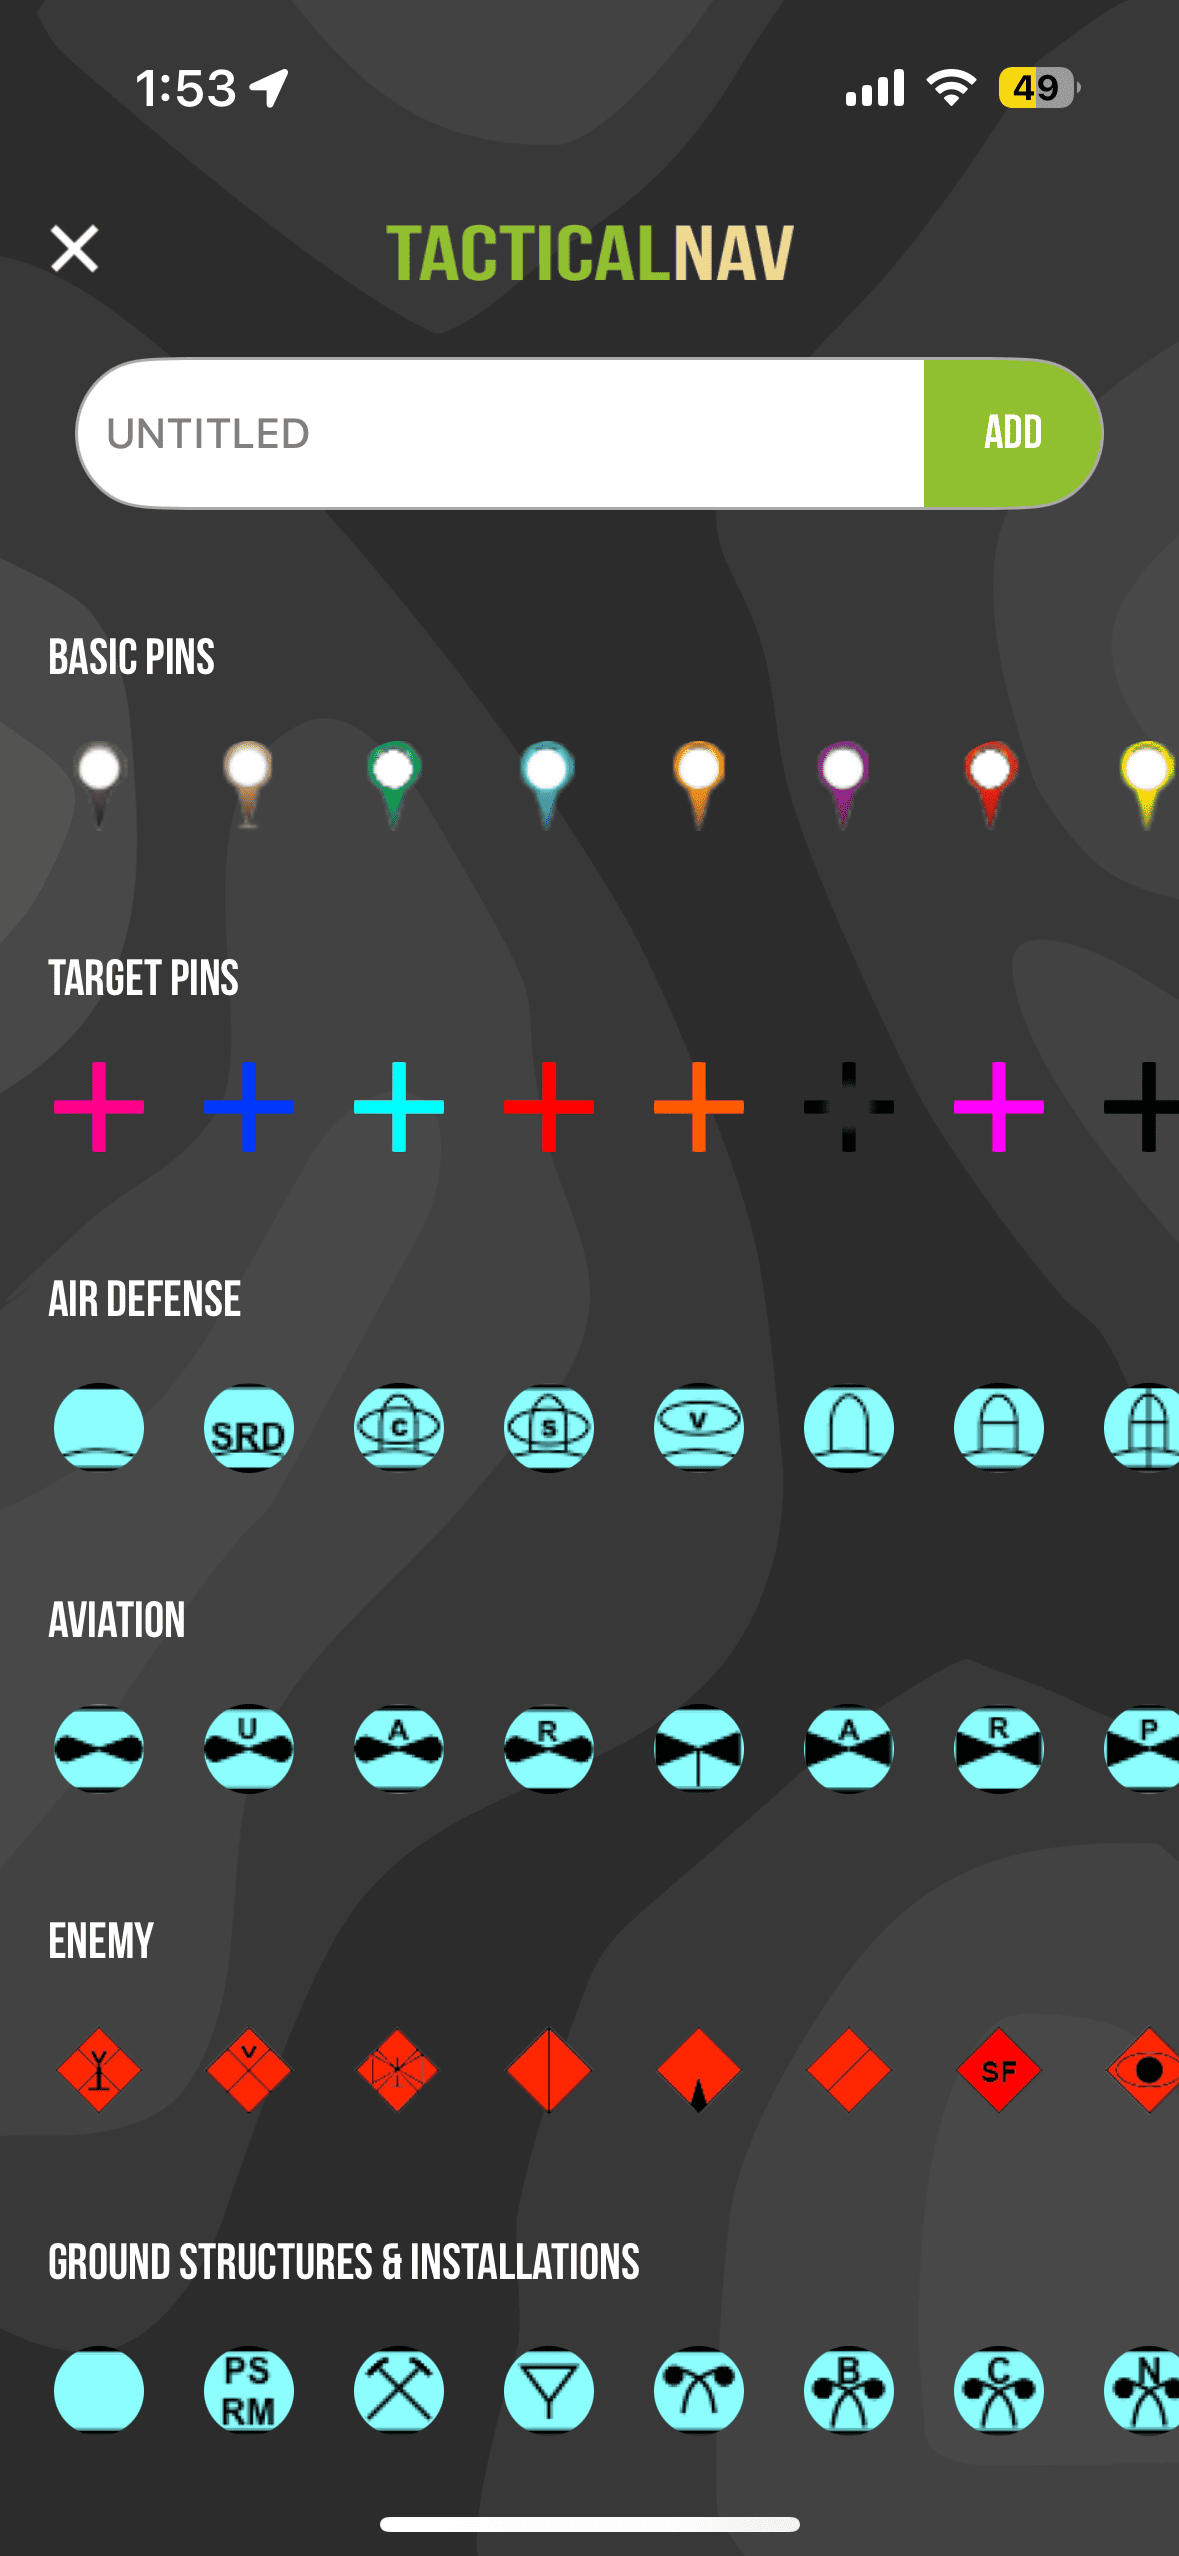 1:53
49
TACTICALNAV
UNTITLED
ADD
BASIC PINS
TARGET PINS
AIR DEFENSE
SRD
C
S
V
AVIATION
U
A
R
A
R
P
ENEMY
V
SF
GROUND STRUCTURES & INSTALLATIONS
PS
RM
B
C
N